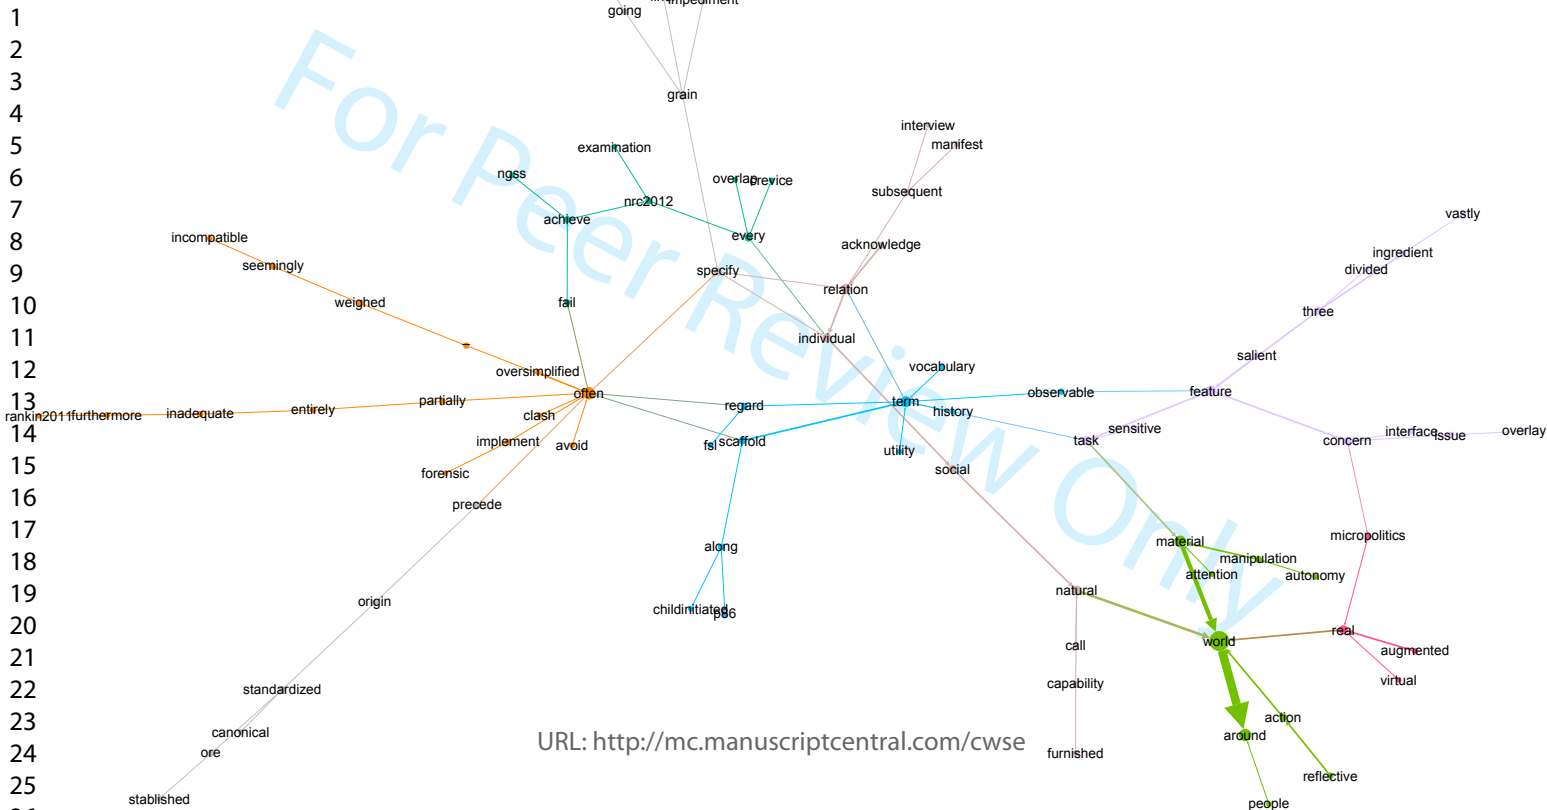 1
going
2
3
grain
4
interview
5
examination
manifest
6
ngss
overlap
crevice
subsequent
7
nrc2012
achieve
vastly
8
incompatible
every
acknowledge
ingredient
9
seemingly
specify
divided
relation
10
weighed
fail
three
11
individual
salient
12
oversimplified
vocabulary
13
often
observable
feature
rankin2011
furthermore
inadequate
entirely
partially
clash
regard
term
history
14
implement
avoid
fsl
scaffold
utility
task
sensitive
concern
interface
issue
overlay
15
forensic
social
16
precede
17
along
material
micropolitics
18
manipulation
attention
autonomy
19
origin
childinitiated
p86
natural
20
world
real
21
call
augmented
22
standardized
capability
virtual
23
canonical
action
around
24
ore
furnished
25
stablished
reflective
people
For Peer Review Only
URL: http://mc.manuscriptcentral.com/cwse